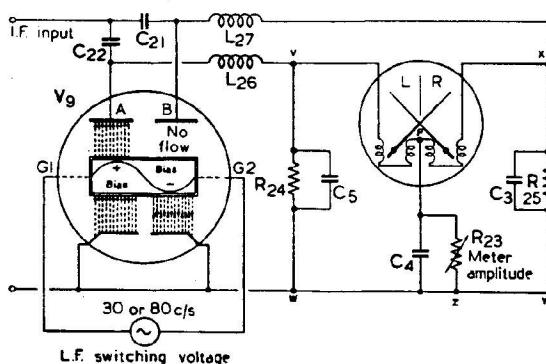 I.F. input
C21
C22
L27
L26
V9
A
B
No flow
G1
+
Bias
Bias
−
G2
V
X
L
R
P
R24
C5
C3
R25
C4
R23
Meter amplitude
W
Z
Y
30 or 80 c/s
L.F. switching voltage